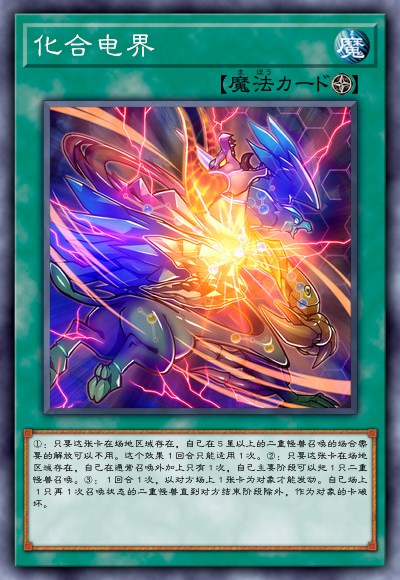 化合电界
魔
【魔法カード】
まほう
①：只要这张卡在场地区域存在，自己在5星以上的二重怪兽召唤的场合需
要的解放可以不用。这个效果1回合只能适用1次。②：只要这张卡在场地
区域存在，自己在通常召唤外加上只有1次，自己主要阶段可以把1只二重
怪兽召唤。③：1回合1次，以对方场上1张卡为对象才能发动。自己场上
1只再1次召唤状态的二重怪兽直到对方结束阶段除外，作为对象的卡破
坏。